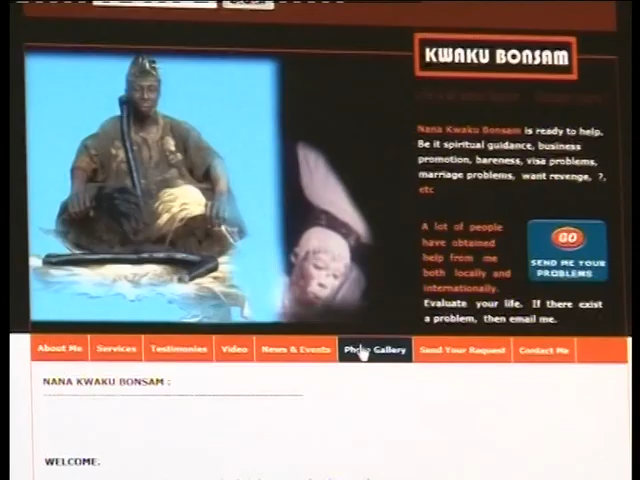 KWAKU BONSAM
Nana Kwaku Bonsam is ready to help.
Be it spiritual guidance, business
promotion, bareness, visa problems,
marriage problems, want revenge, ?,
etc
A lot of people
have obtained
help from me
both locally and
internationally.
Evaluate your life. If there exist
a problem, then email me.
GO
SEND ME YOUR
PROBLEMS
About Me
Services
Testimonies
Video
News & Events
Photo Gallery
Send Your Request
Contact Me
NANA KWAKU BONSAM :
WELCOME.